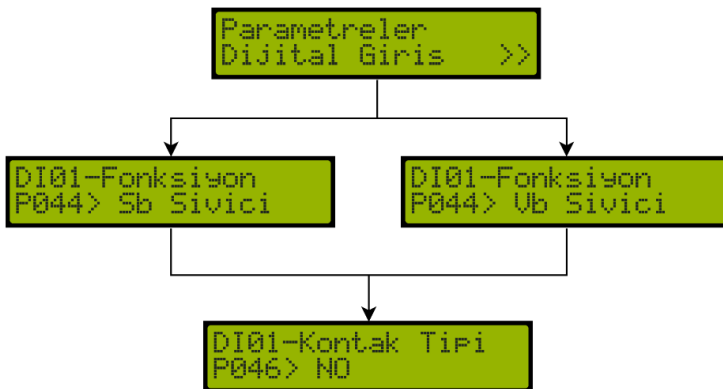 Parametreler
Dijital Giris >>
DI01-Fonksiyon
P044> Sb Sivici
DI01-Fonksiyon
P044> Vb Sivici
DI01-Kontak Tipi
P046> NO